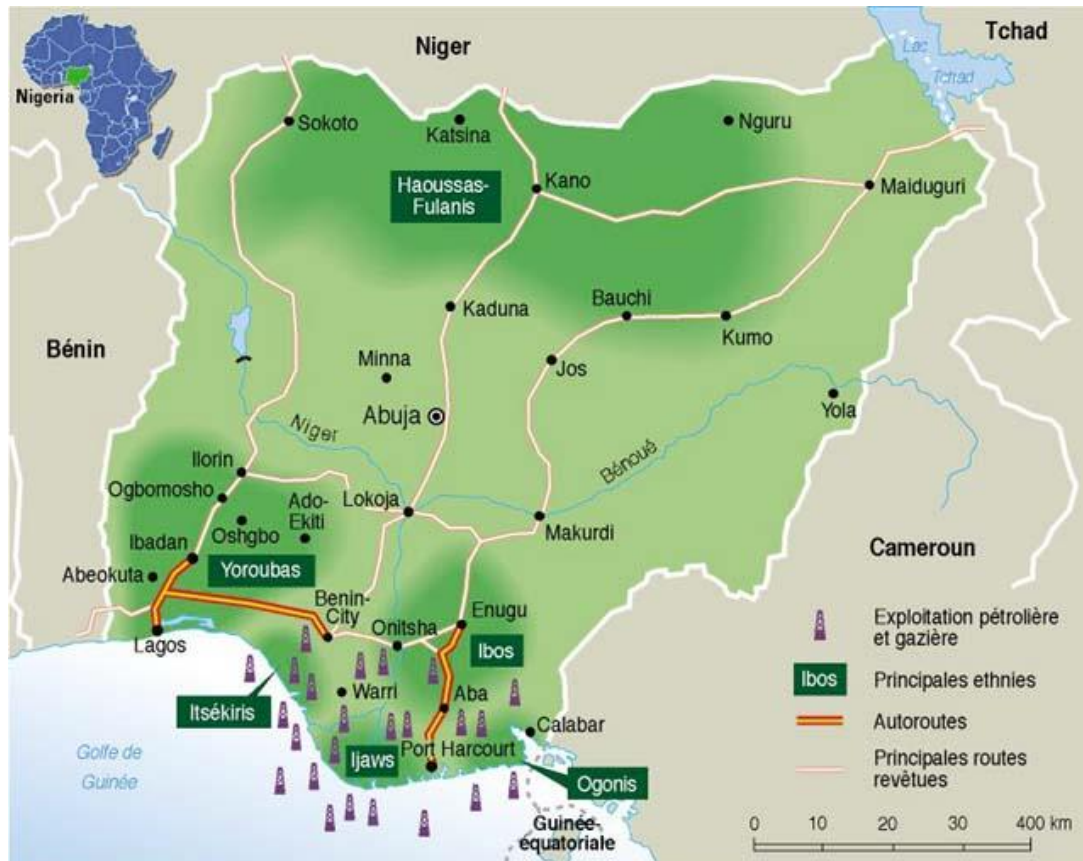 Nigeria
Niger
Tchad
Lac
Tchad
Sokoto
Katsina
Nguru
Haoussas-
Fulanis
Kano
Maiduguri
Kaduna
Bauchi
Kumo
Bénin
Minna
Jos
Abuja
Yola
Niger
Bénoué
Ilorin
Ogbomosho
Ado-
Ekiti
Lokoja
Oshgbo
Makurdi
Ibadan
Cameroun
Abeokuta
Yoroubas
Benin-
City
Enugu
Onitsha
Lagos
Ibos
Exploitation pétrolière
et gazière
Ibos
Principales ethnies
Warri
Aba
Itsékiris
Calabar
Autoroutes
Golfe de
Guinée
Ijaws
Port Harcourt
Principales routes
revêtues
Ogonis
Guinée-
equatoriale
0 10 20 30 400 km